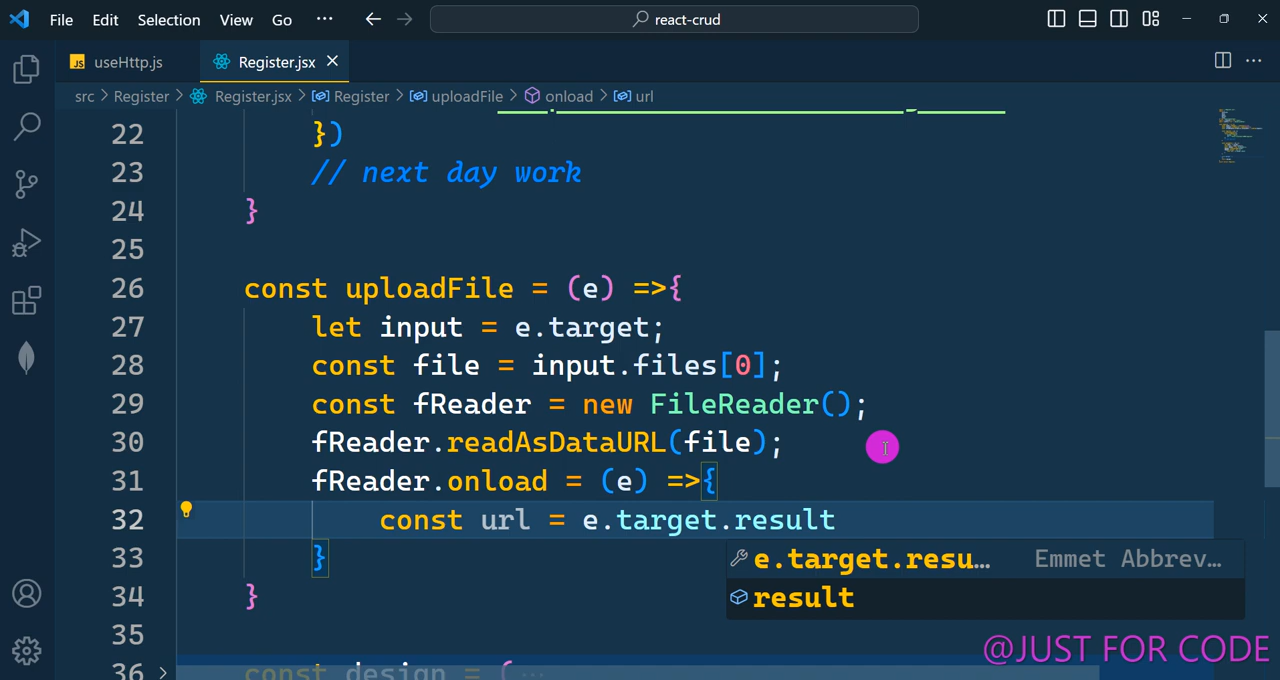 File Edit Selection View Go ··· react-crud
JS useHttp.js Register.jsx
src > Register > Register.jsx > Register > uploadFile > onload > url
22 })
23 // next day work
24 }
25
26 const uploadFile = (e) =>{
27 let input = e.target;
28 const file = input.files[0];
29 const fReader = new FileReader();
30 fReader.readAsDataURL(file);
31 fReader.onload = (e) =>{
32 const url = e.target.result
33 }
e.target.resu… Emmet Abbrev…
34 }
result
35
@JUST FOR CODE
36 const design = (